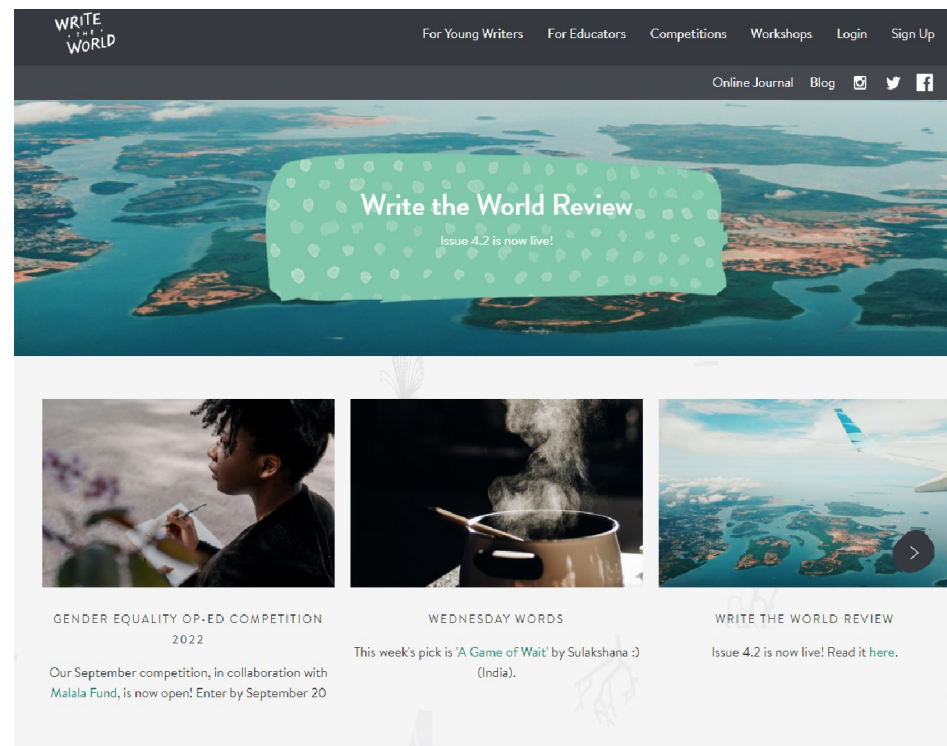 WRITE
· THE ·
WORLD
For Young Writers For Educators Competitions Workshops Login Sign Up
Online Journal Blog
Write the World Review
Issue 4.2 is now live!
GENDER EQUALITY OP-ED COMPETITION
2022
Our September competition, in collaboration with
Malala Fund, is now open! Enter by September 20
WEDNESDAY WORDS
This week's pick is 'A Game of Wait' by Sulakshana :)
(India).
WRITE THE WORLD REVIEW
Issue 4.2 is now live! Read it here.